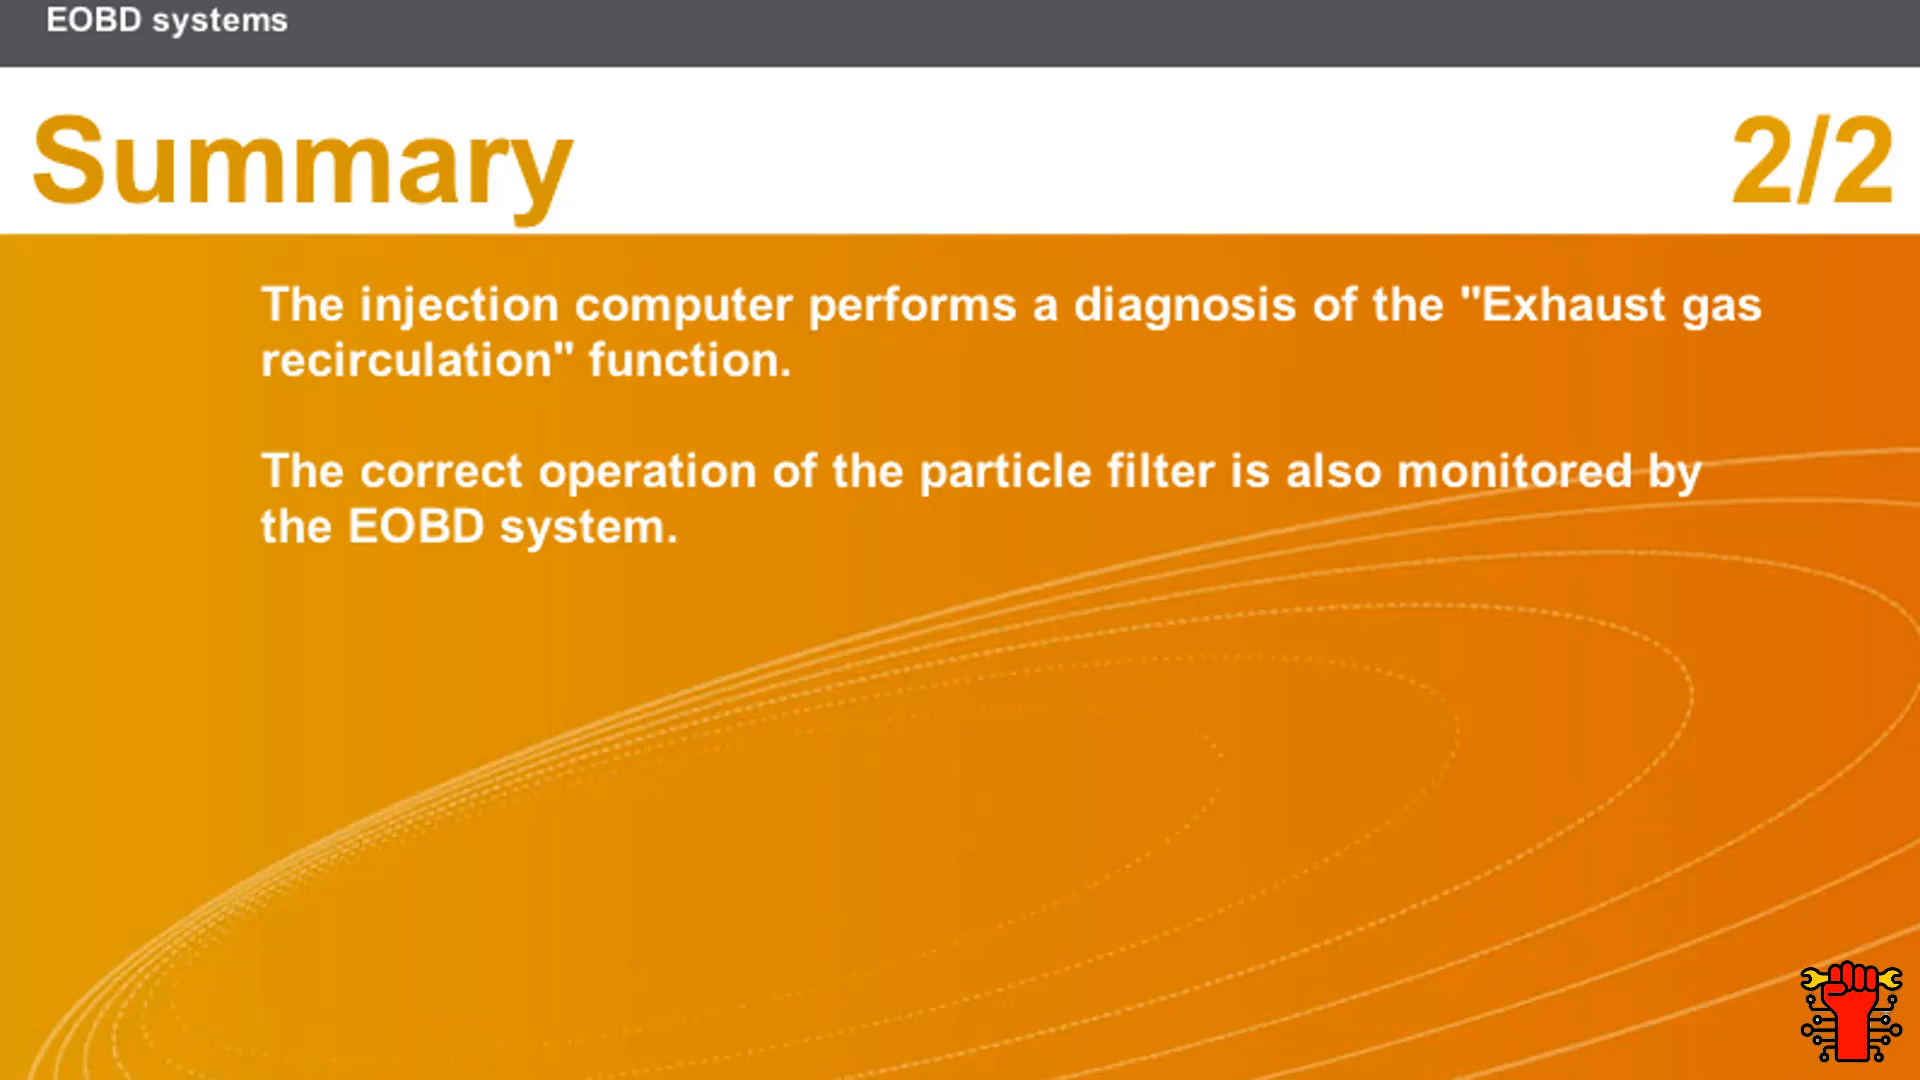 EOBD systems
Summary
2/2
The injection computer performs a diagnosis of the "Exhaust gas
recirculation" function.
The correct operation of the particle filter is also monitored by
the EOBD system.